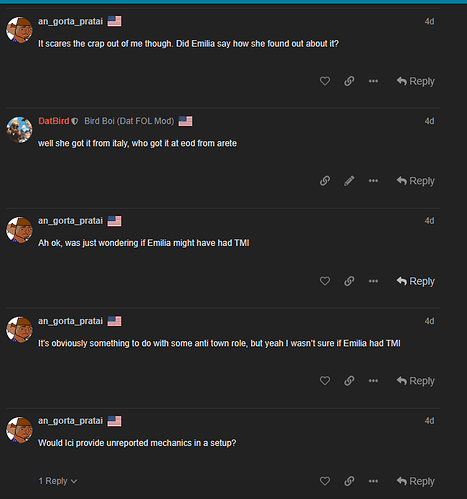 an_gorta_pratai 4d
It scares the crap out of me though. Did Emilia say how she found out about it?
Reply
DatBird Bird Boi (Dat FOL Mod) 4d
well she got it from italy, who got it at eod from arete
Reply
an_gorta_pratai 4d
Ah ok, was just wondering if Emilia might have had TMI
Reply
an_gorta_pratai 4d
It's obviously something to do with some anti town role, but yeah I wasn't sure if Emilia had TMI
Reply
an_gorta_pratai 4d
Would Ici provide unreported mechanics in a setup?
1 Reply Reply